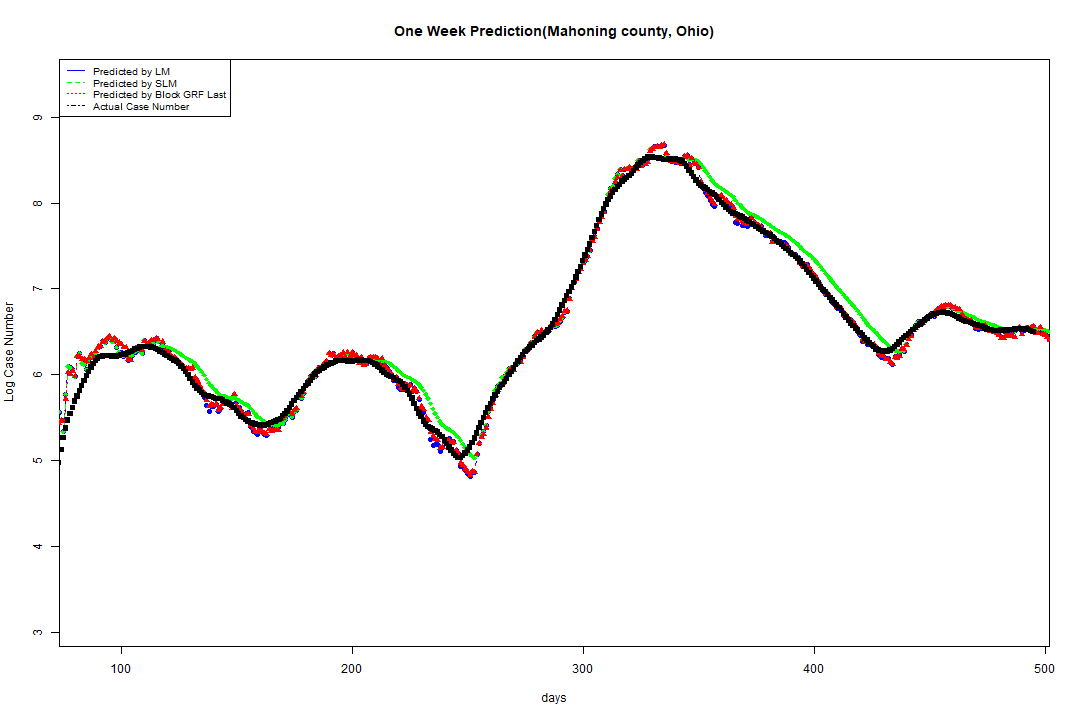 One Week Prediction(Mahoning county, Ohio)
Predicted by LM
Predicted by SLM
Predicted by Block GRF Last
Actual Case Number
Log Case Number
9
8
7
6
5
4
3
100 200 300 400 500
days